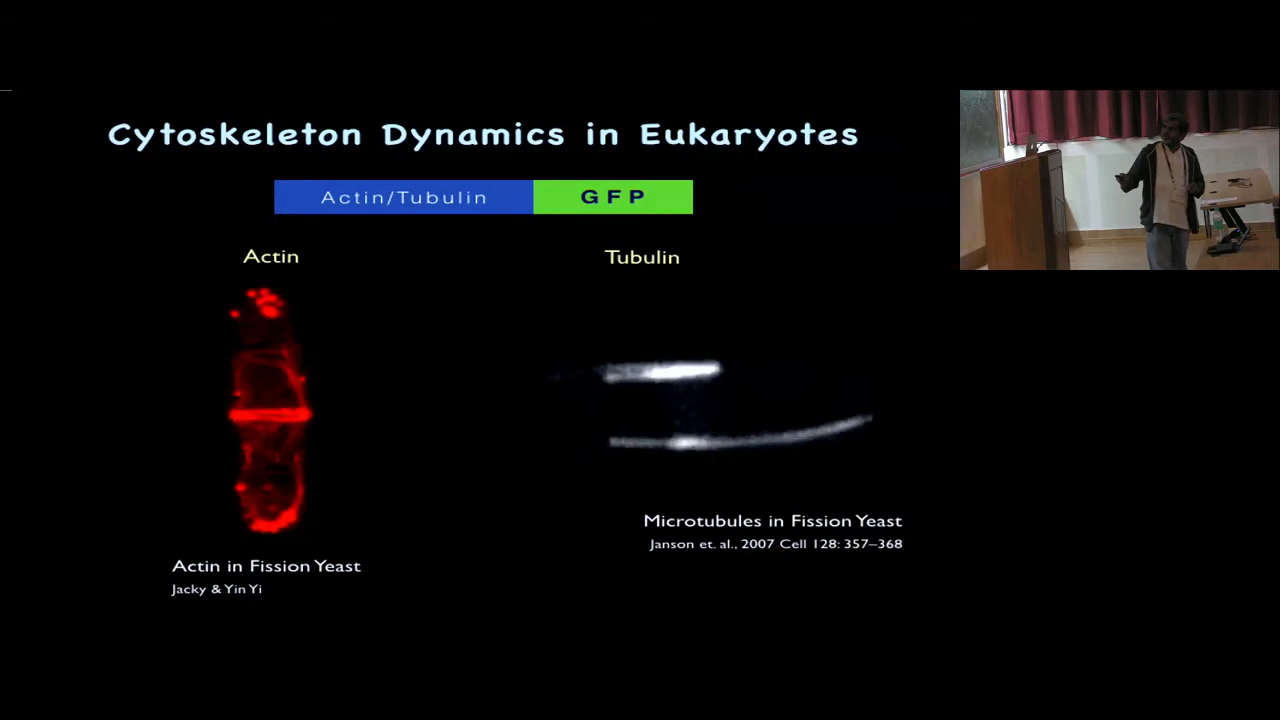 Cytoskeleton Dynamics in Eukaryotes
Actin/Tubulin GFP
Actin
Tubulin
Microtubules in Fission Yeast
Janson et. al., 2007 Cell 128: 357–368
Actin in Fission Yeast
Jacky & Yin Yi